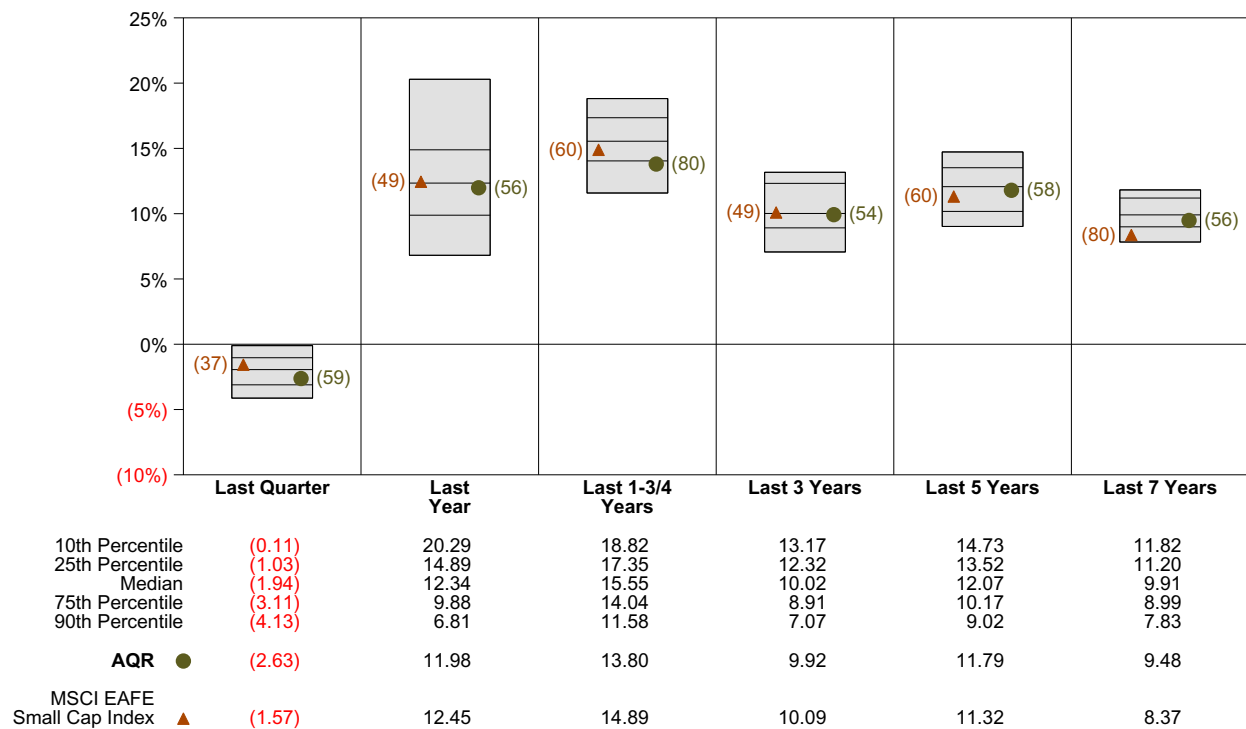 25%
20%
15%
10%
5%
0%
(5%)
(10%)
(37)
(59)
(49)
(56)
(60)
(80)
(49)
(54)
(60)
(58)
(80)
(56)
Last Quarter Last Year Last 1-3/4 Years Last 3 Years Last 5 Years Last 7 Years
10th Percentile (0.11) 20.29 18.82 13.17 14.73 11.82
25th Percentile (1.03) 14.89 17.35 12.32 13.52 11.20
Median (1.94) 12.34 15.55 10.02 12.07 9.91
75th Percentile (3.11) 9.88 14.04 8.91 10.17 8.99
90th Percentile (4.13) 6.81 11.58 7.07 9.02 7.83
AQR (2.63) 11.98 13.80 9.92 11.79 9.48
MSCI EAFE
Small Cap Index (1.57) 12.45 14.89 10.09 11.32 8.37